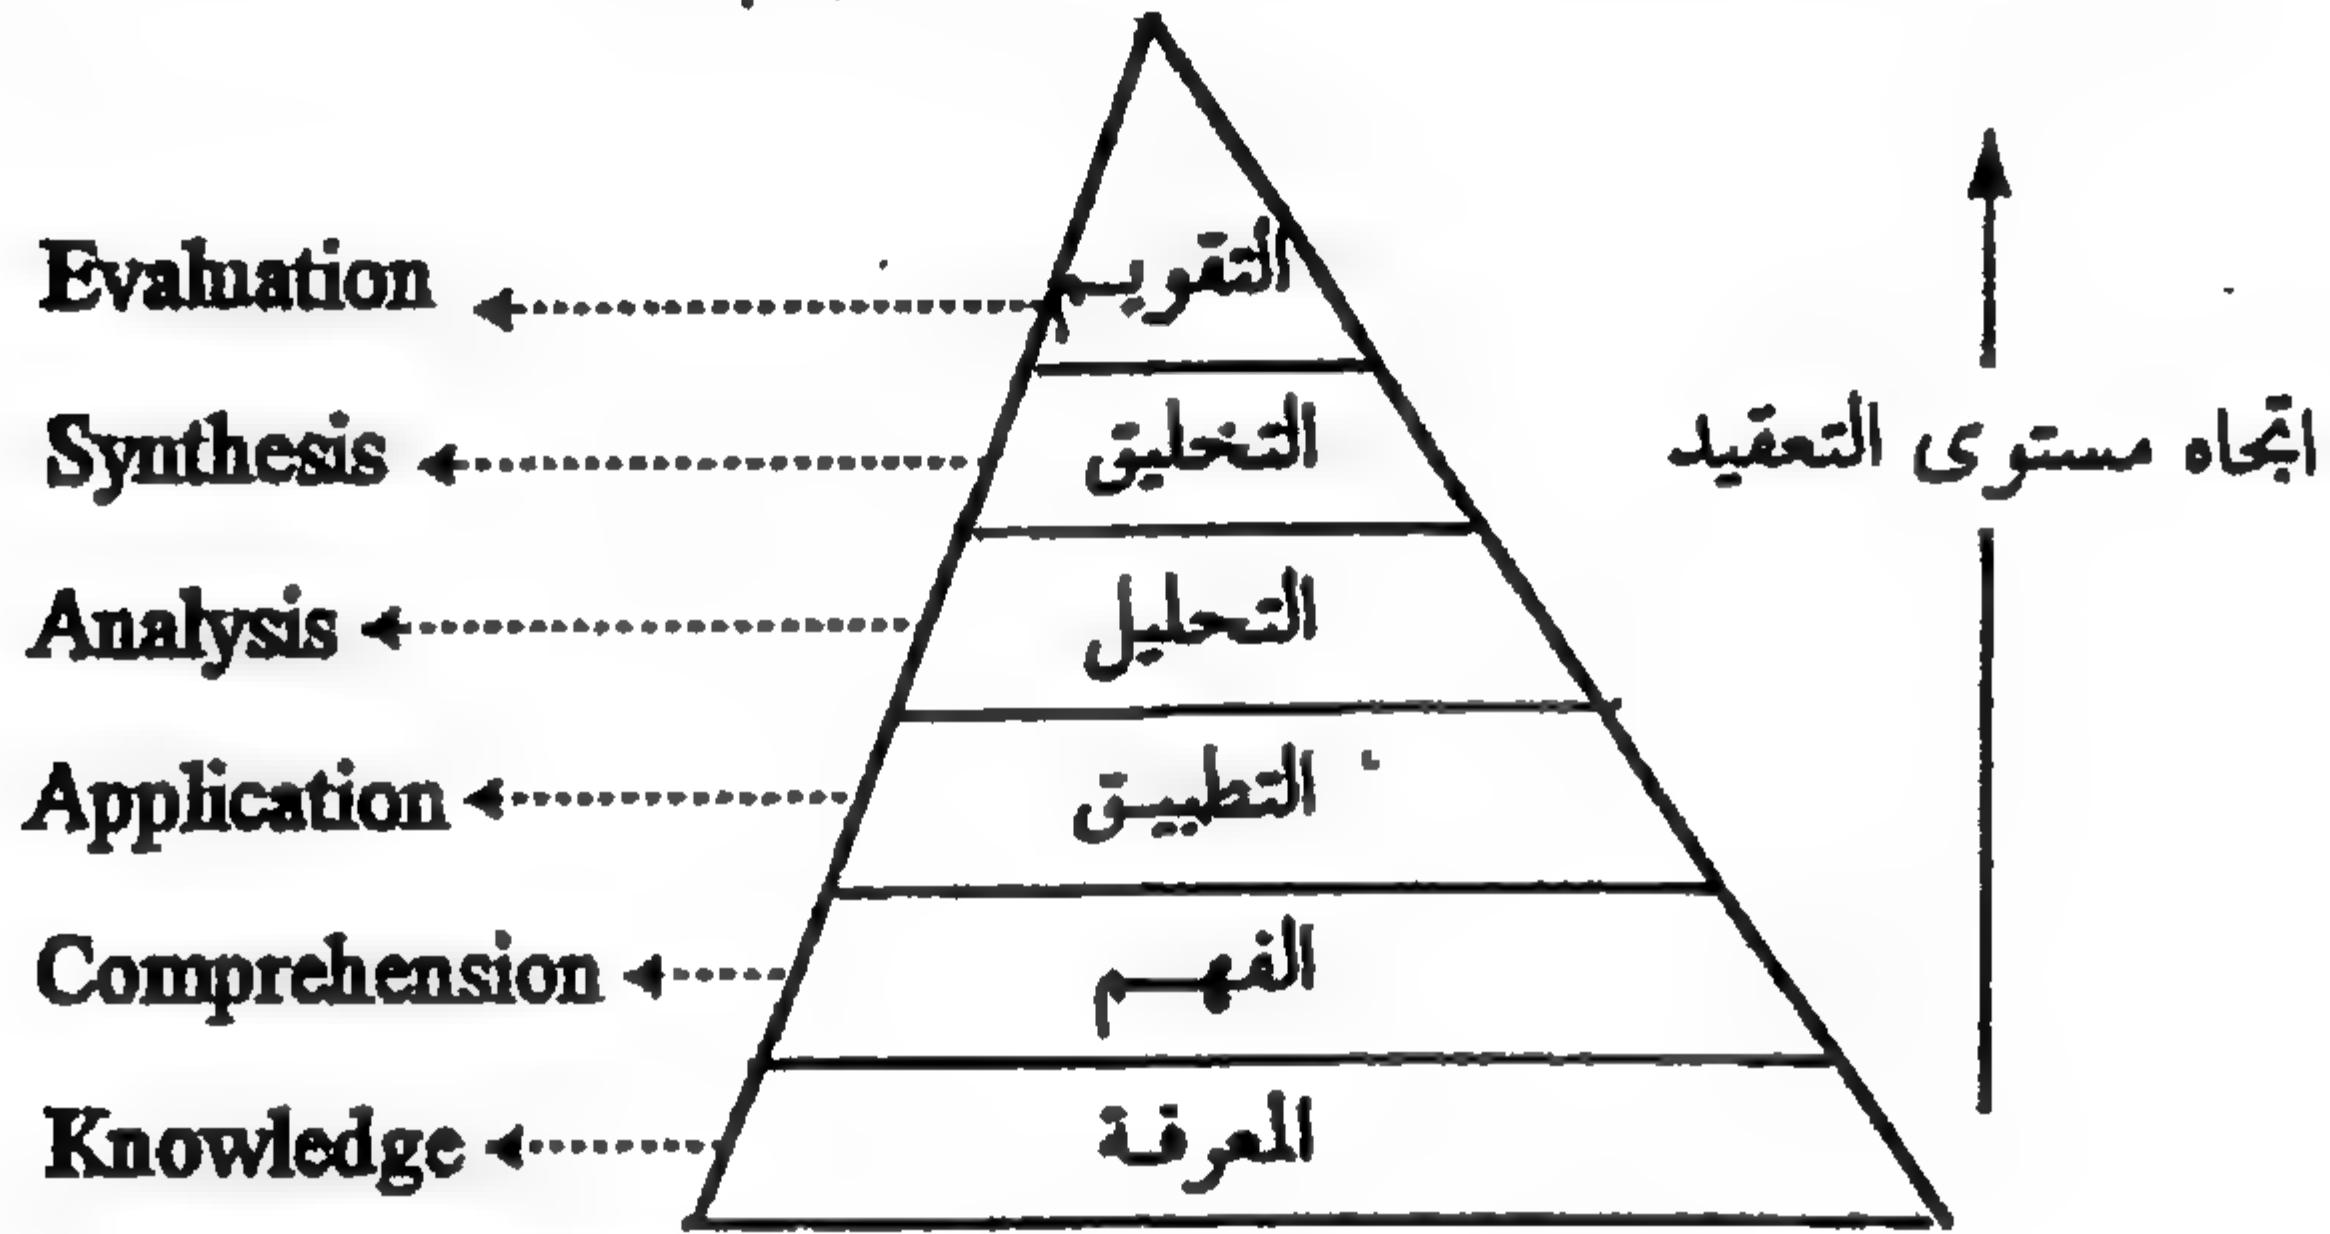 Evaluation
التقويم
Synthesis
التخليق
اتجاه مستوى التعقيد
Analysis
التحليل
Application
التطبيق
Comprehension
الفهم
Knowledge
المعرفة